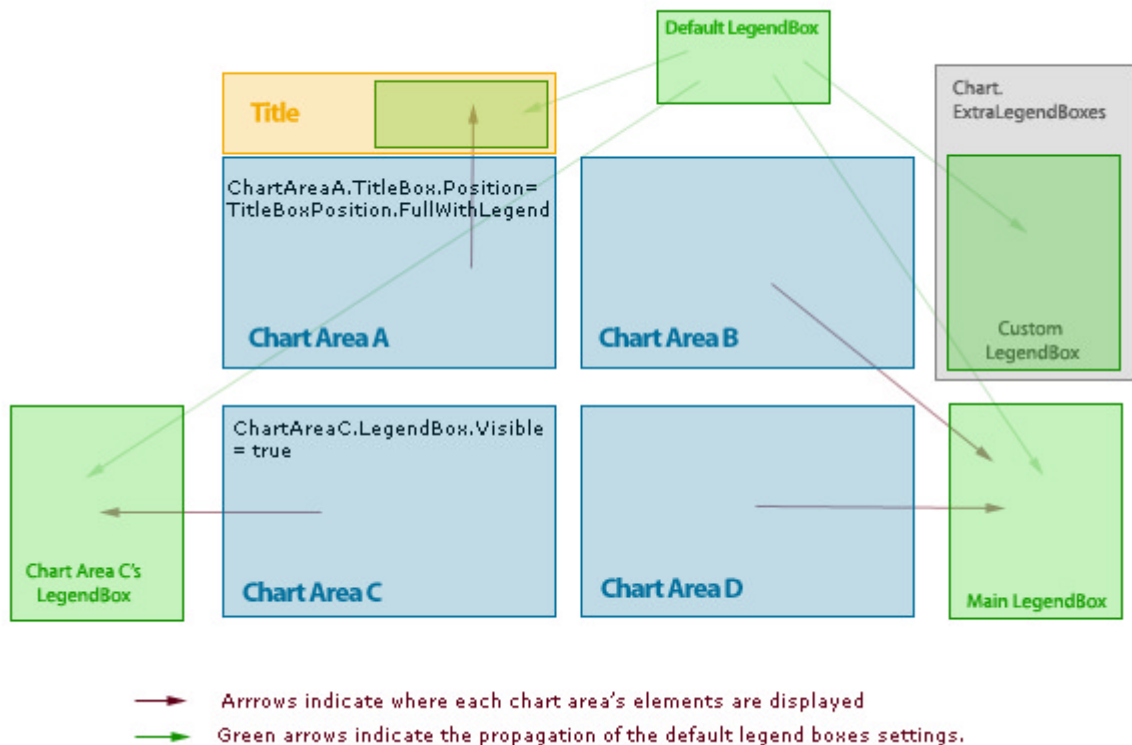 Default LegendBox
Title
Chart.
ExtraLegendBoxes
ChartAreaA.TitleBox.Position=
TitleBoxPosition.FullWithLegend
Chart Area A
Chart Area B
Custom
LegendBox
ChartAreaC.LegendBox.Visible
= true
Chart Area C's
LegendBox
Chart Area C
Chart Area D
Main LegendBox
Arrrows indicate where each chart area's elements are displayed
Green arrows indicate the propagation of the default legend boxes settings.